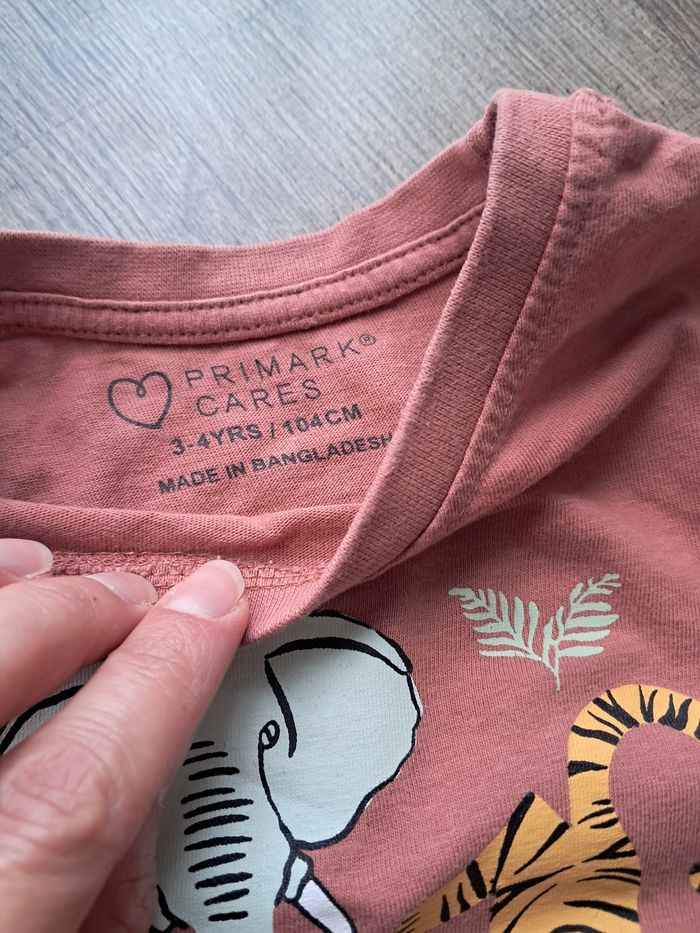 PRIMARK®
CARES
3-4YRS / 104CM
MADE IN BANGLADESH